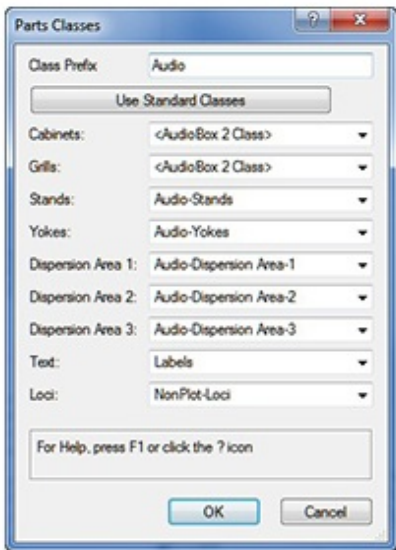 Parts Classes
Class Prefix Audio
Use Standard Classes
Cabinets: <AudioBox 2 Class>
Grills: <AudioBox 2 Class>
Stands: Audio-Stands
Yokes: Audio-Yokes
Dispersion Area 1: Audio-Dispersion Area-1
Dispersion Area 2: Audio-Dispersion Area-2
Dispersion Area 3: Audio-Dispersion Area-3
Text: Labels
Loci: NonPlot-Loci
For Help, press F1 or click the ? icon
OK Cancel